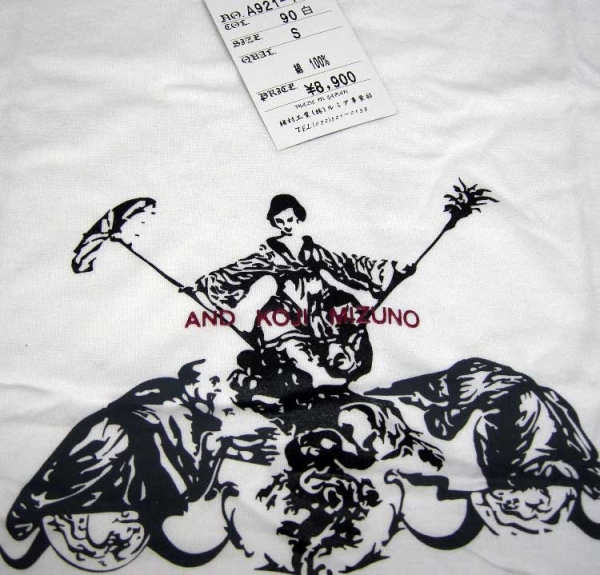 NO. A921-
COL 90 白
SIZE S
QUAL
綿 100%
PRICE ¥8,900
MADE IN JAPAN
AND KOJI MIZUNO